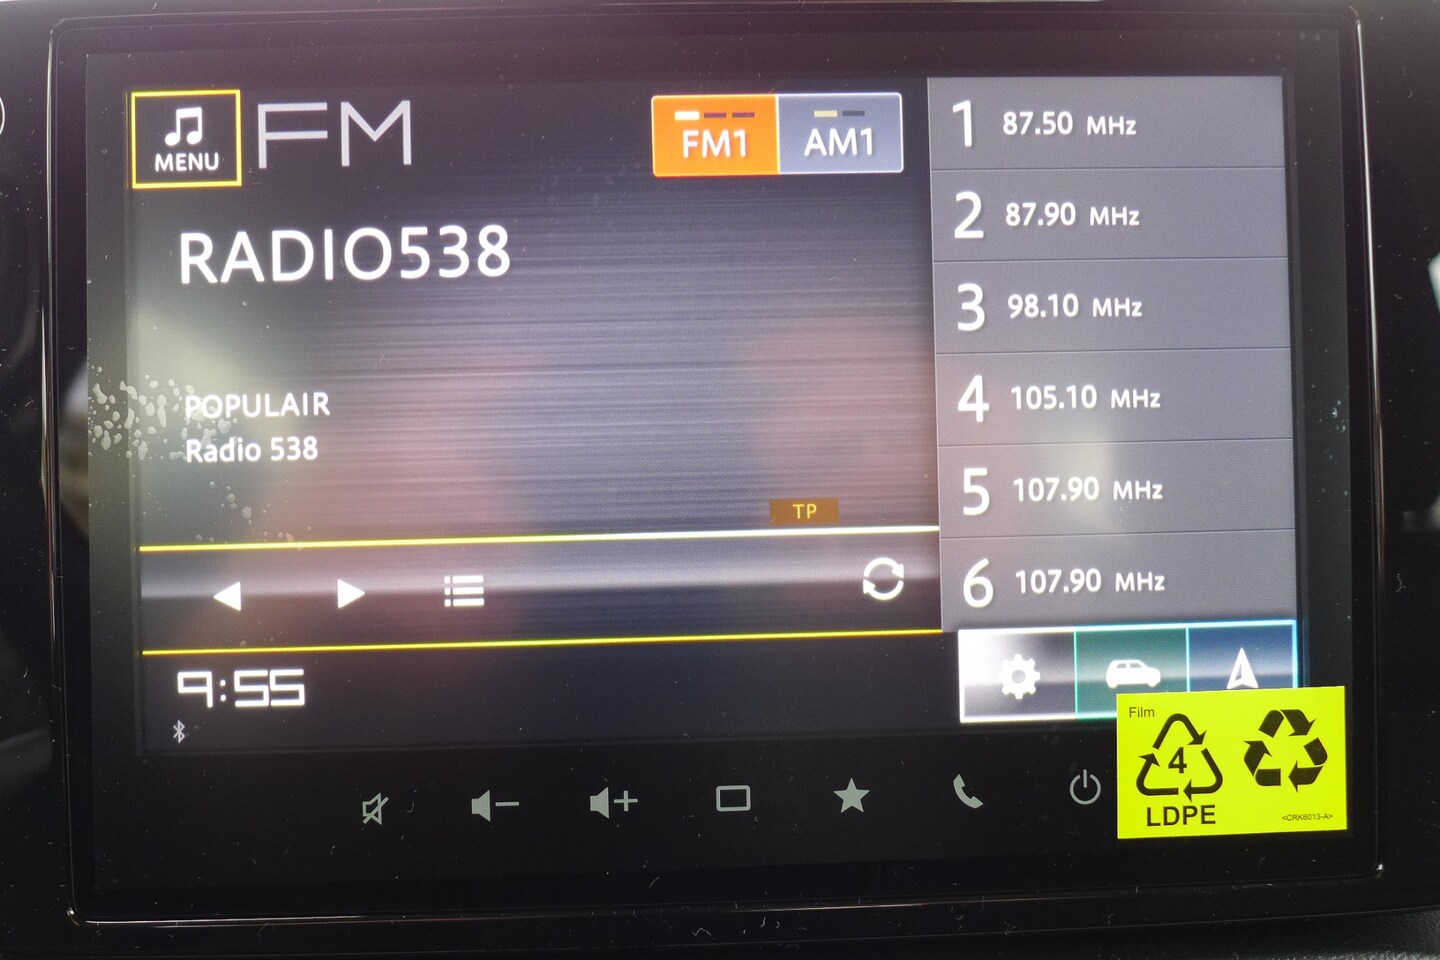 MENU
FM
FM1
AM1
RADIO538
POPULAIR
Radio 538
TP
9:55
1 87.50 MHz
2 87.90 MHz
3 98.10 MHz
4 105.10 MHz
5 107.90 MHz
6 107.90 MHz
Film
4
LDPE
<CRK8013-A>